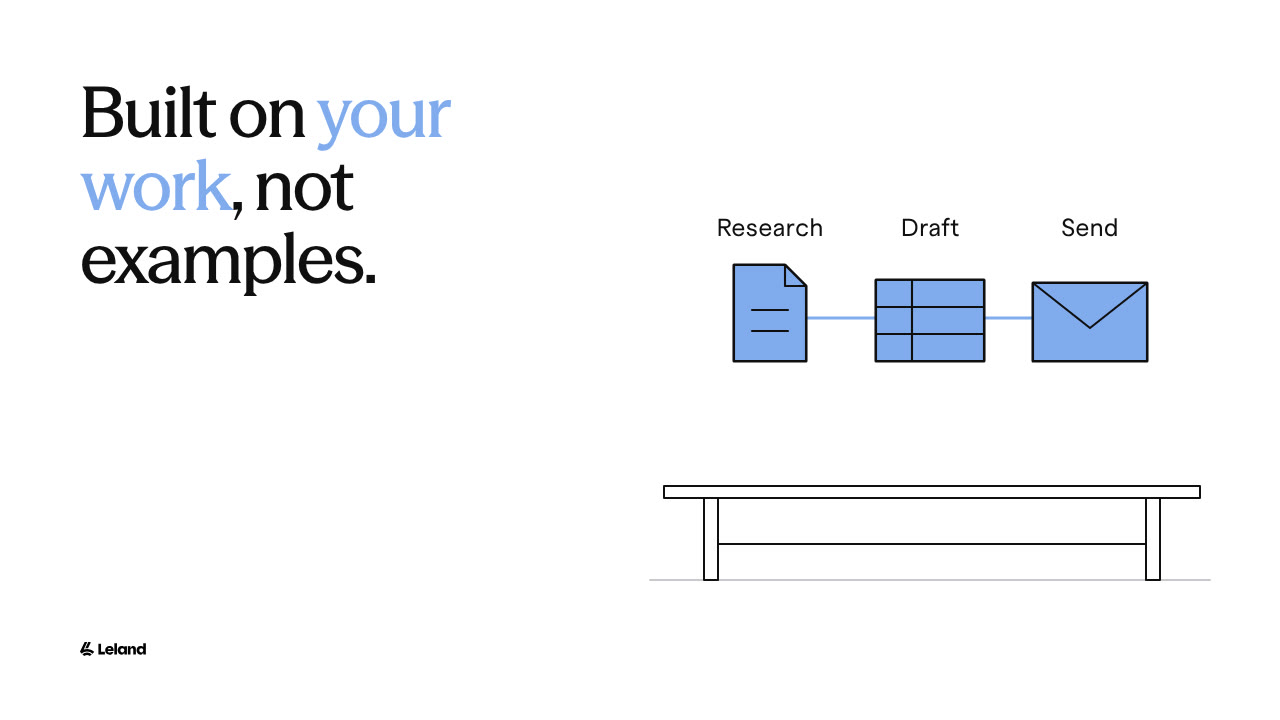 Built on your
work, not
examples.
Research
Draft
Send
Leland